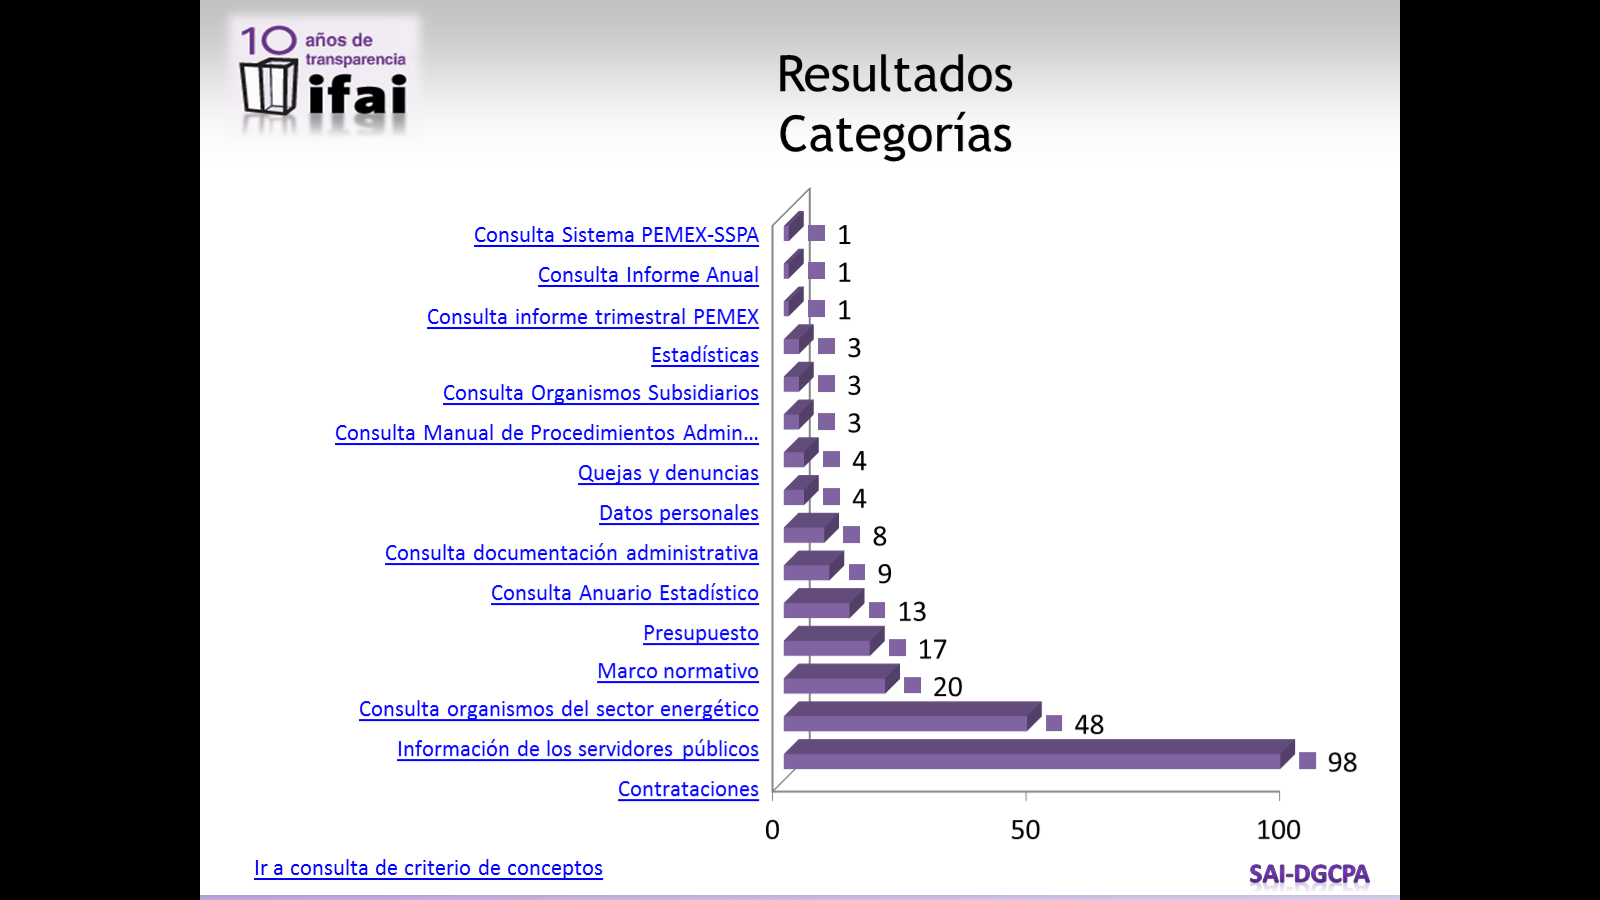 10 años de
transparencia
ifai
Resultados
Categorías
Consulta Sistema PEMEX-SSPA 1
Consulta Informe Anual 1
Consulta informe trimestral PEMEX 1
Estadísticas 3
Consulta Organismos Subsidiarios 3
Consulta Manual de Procedimientos Admin... 3
Quejas y denuncias 4
Datos personales 4
Consulta documentación administrativa 8
Consulta Anuario Estadístico 9
Presupuesto 13
Marco normativo 17
Consulta organismos del sector energético 20
Información de los servidores públicos 48
Contrataciones 98
0 50 100
Ir a consulta de criterio de conceptos
SAI-DGCPA